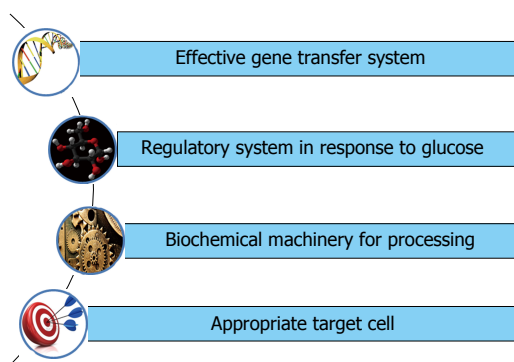 Effective gene transfer system
Regulatory system in response to glucose
Biochemical machinery for processing
Appropriate target cell